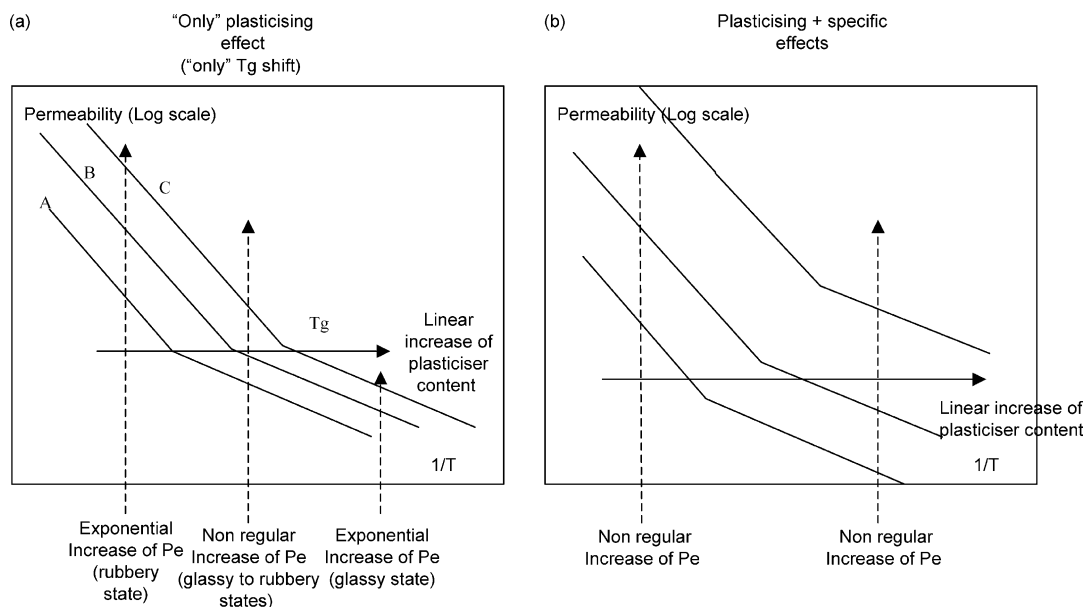 (a)
“Only” plasticising
effect
(“only” Tg shift)
Permeability (Log scale)
A
B
C
Tg
Linear
increase of
plasticiser
content
1/T
Exponential
Increase of Pe
(rubbery
state)
Non regular
Increase of Pe
(glassy to rubbery
states)
Exponential
Increase of Pe
(glassy state)
(b)
Plasticising + specific
effects
Permeability (Log scale)
Linear increase of
plasticiser content
1/T
Non regular
Increase of Pe
Non regular
Increase of Pe